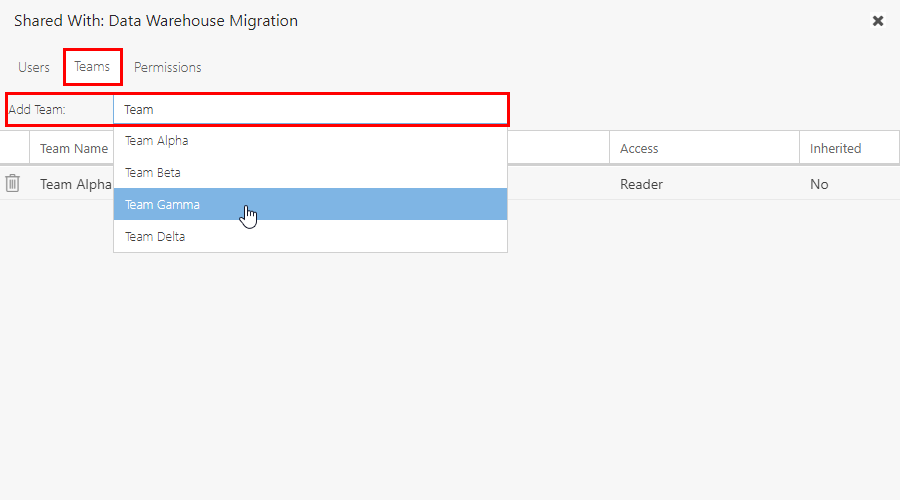 Shared With: Data Warehouse Migration
Users Teams Permissions
Add Team: Team
Team Alpha
Team Beta
Team Gamma
Team Delta
Team Name Access Inherited
Team Alpha Reader No